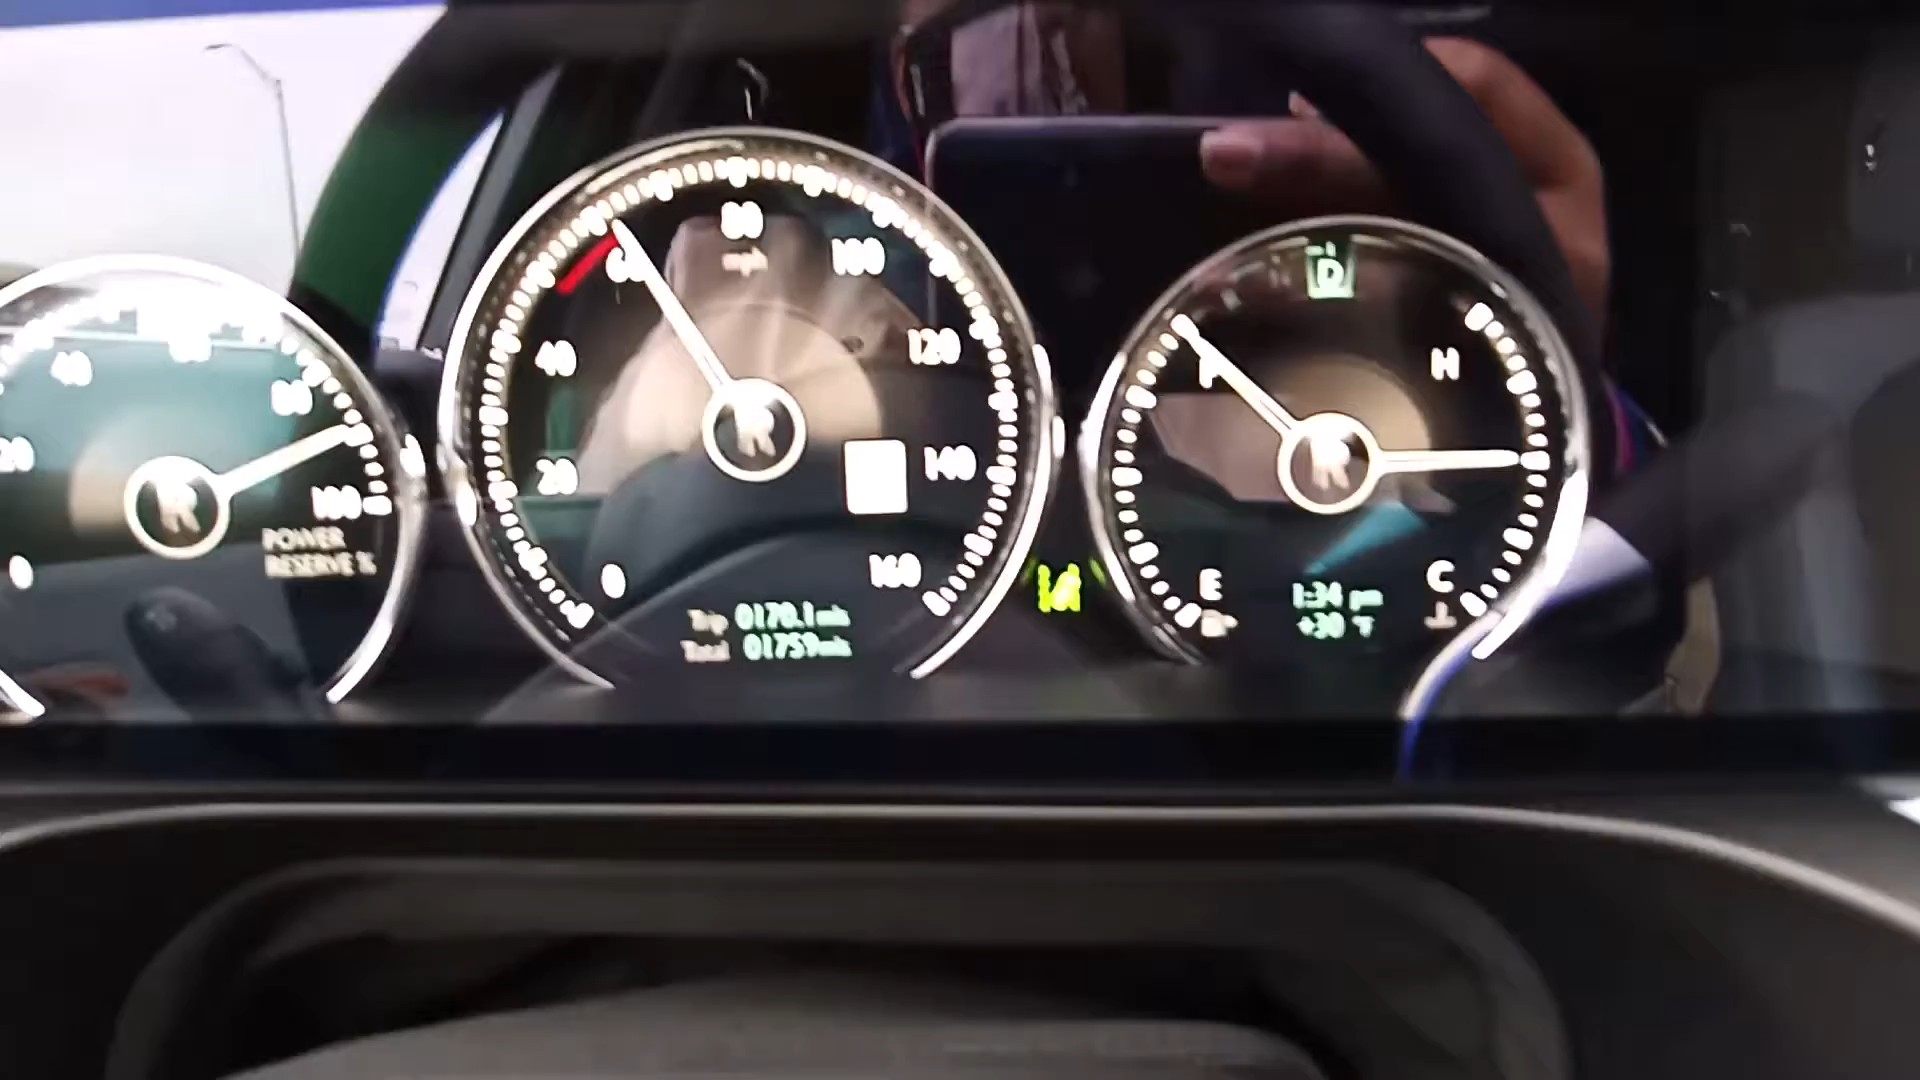 20 40 60 80 100
0
POWER
RESERVE %
0 20 40 60 80 100 120 140 160
mph
Trip 0170.1mls
Total 01759mls
D
F
E
H
C
1:34 pm
+30 °F
R
R
R